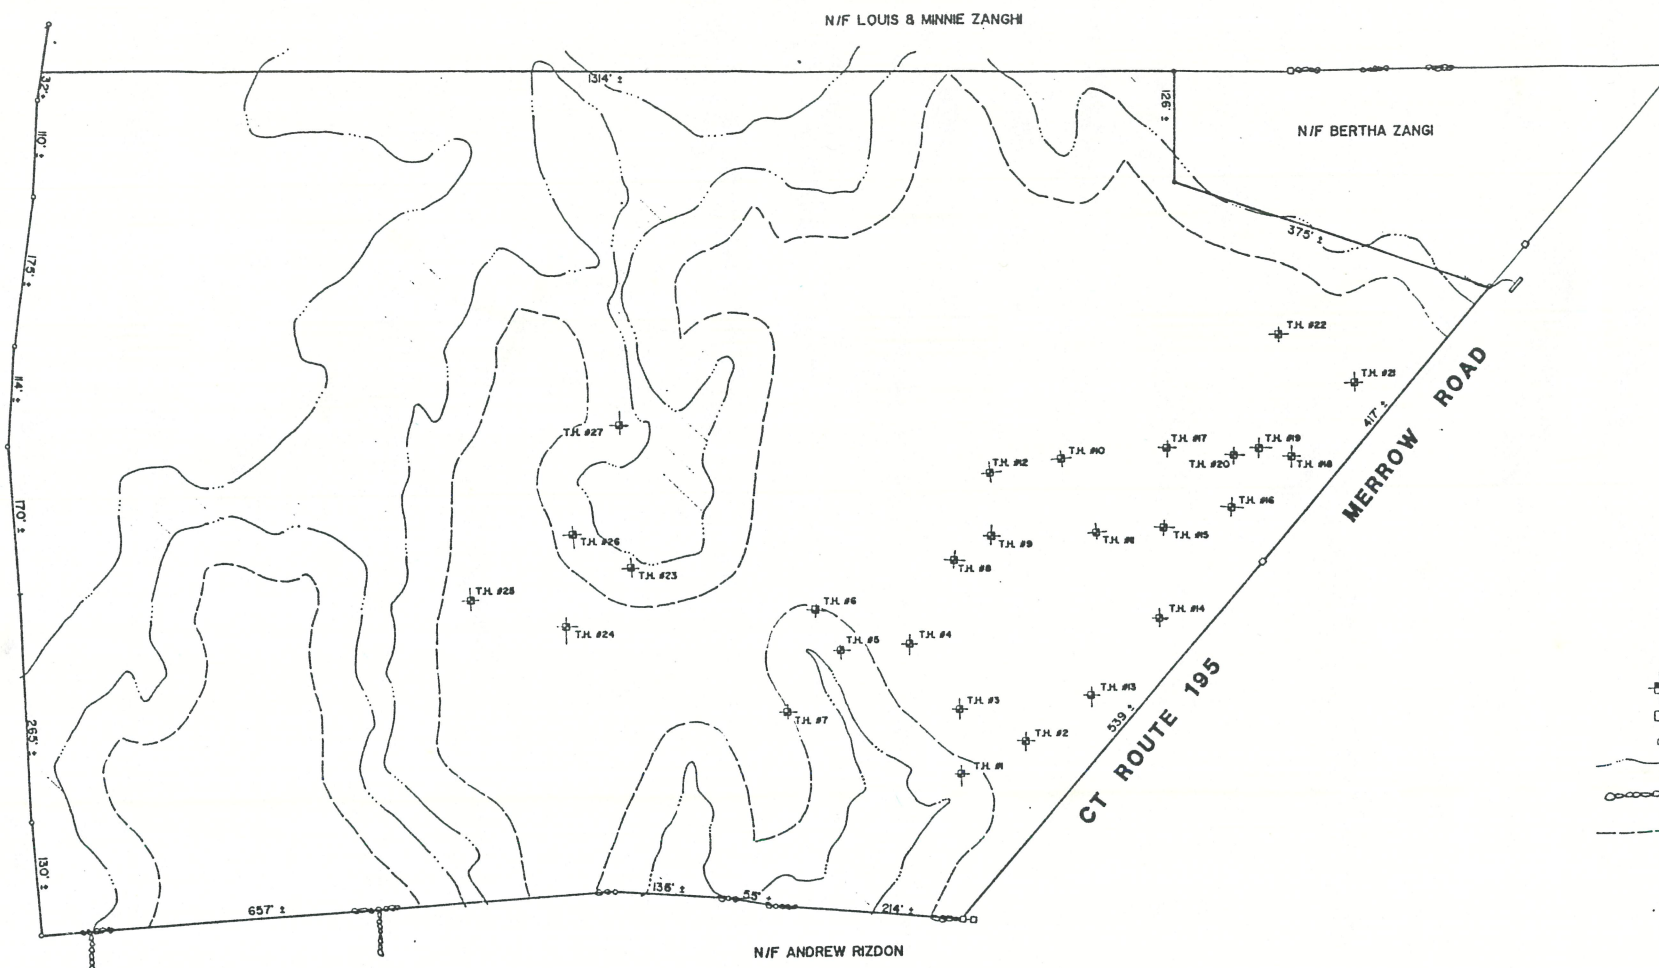 N/F LOUIS & MINNIE ZANGHI
1314' ±
32' ±
126' ±
110' ±
N/F BERTHA ZANGI
375' ±
175' ±
T.H. #22
T.H. #21
114' ±
417' ±
MERROW ROAD
T.H. #27
T.H. #17
T.H. #19
T.H. #10
T.H. #12
T.H. #20
T.H. #18
170' ±
T.H. #16
T.H. #26
T.H. #9
T.H. #11
T.H. #15
T.H. #8
T.H. #23
T.H. #25
T.H. #6
T.H. #14
T.H. #24
T.H. #5
T.H. #4
T.H. #13
T.H. #3
265' ±
T.H. #7
539 ±
T.H. #2
CT ROUTE 195
T.H. #1
130' ±
136' ±
55' ±
657' ±
214' ±
N/F ANDREW RIZDON